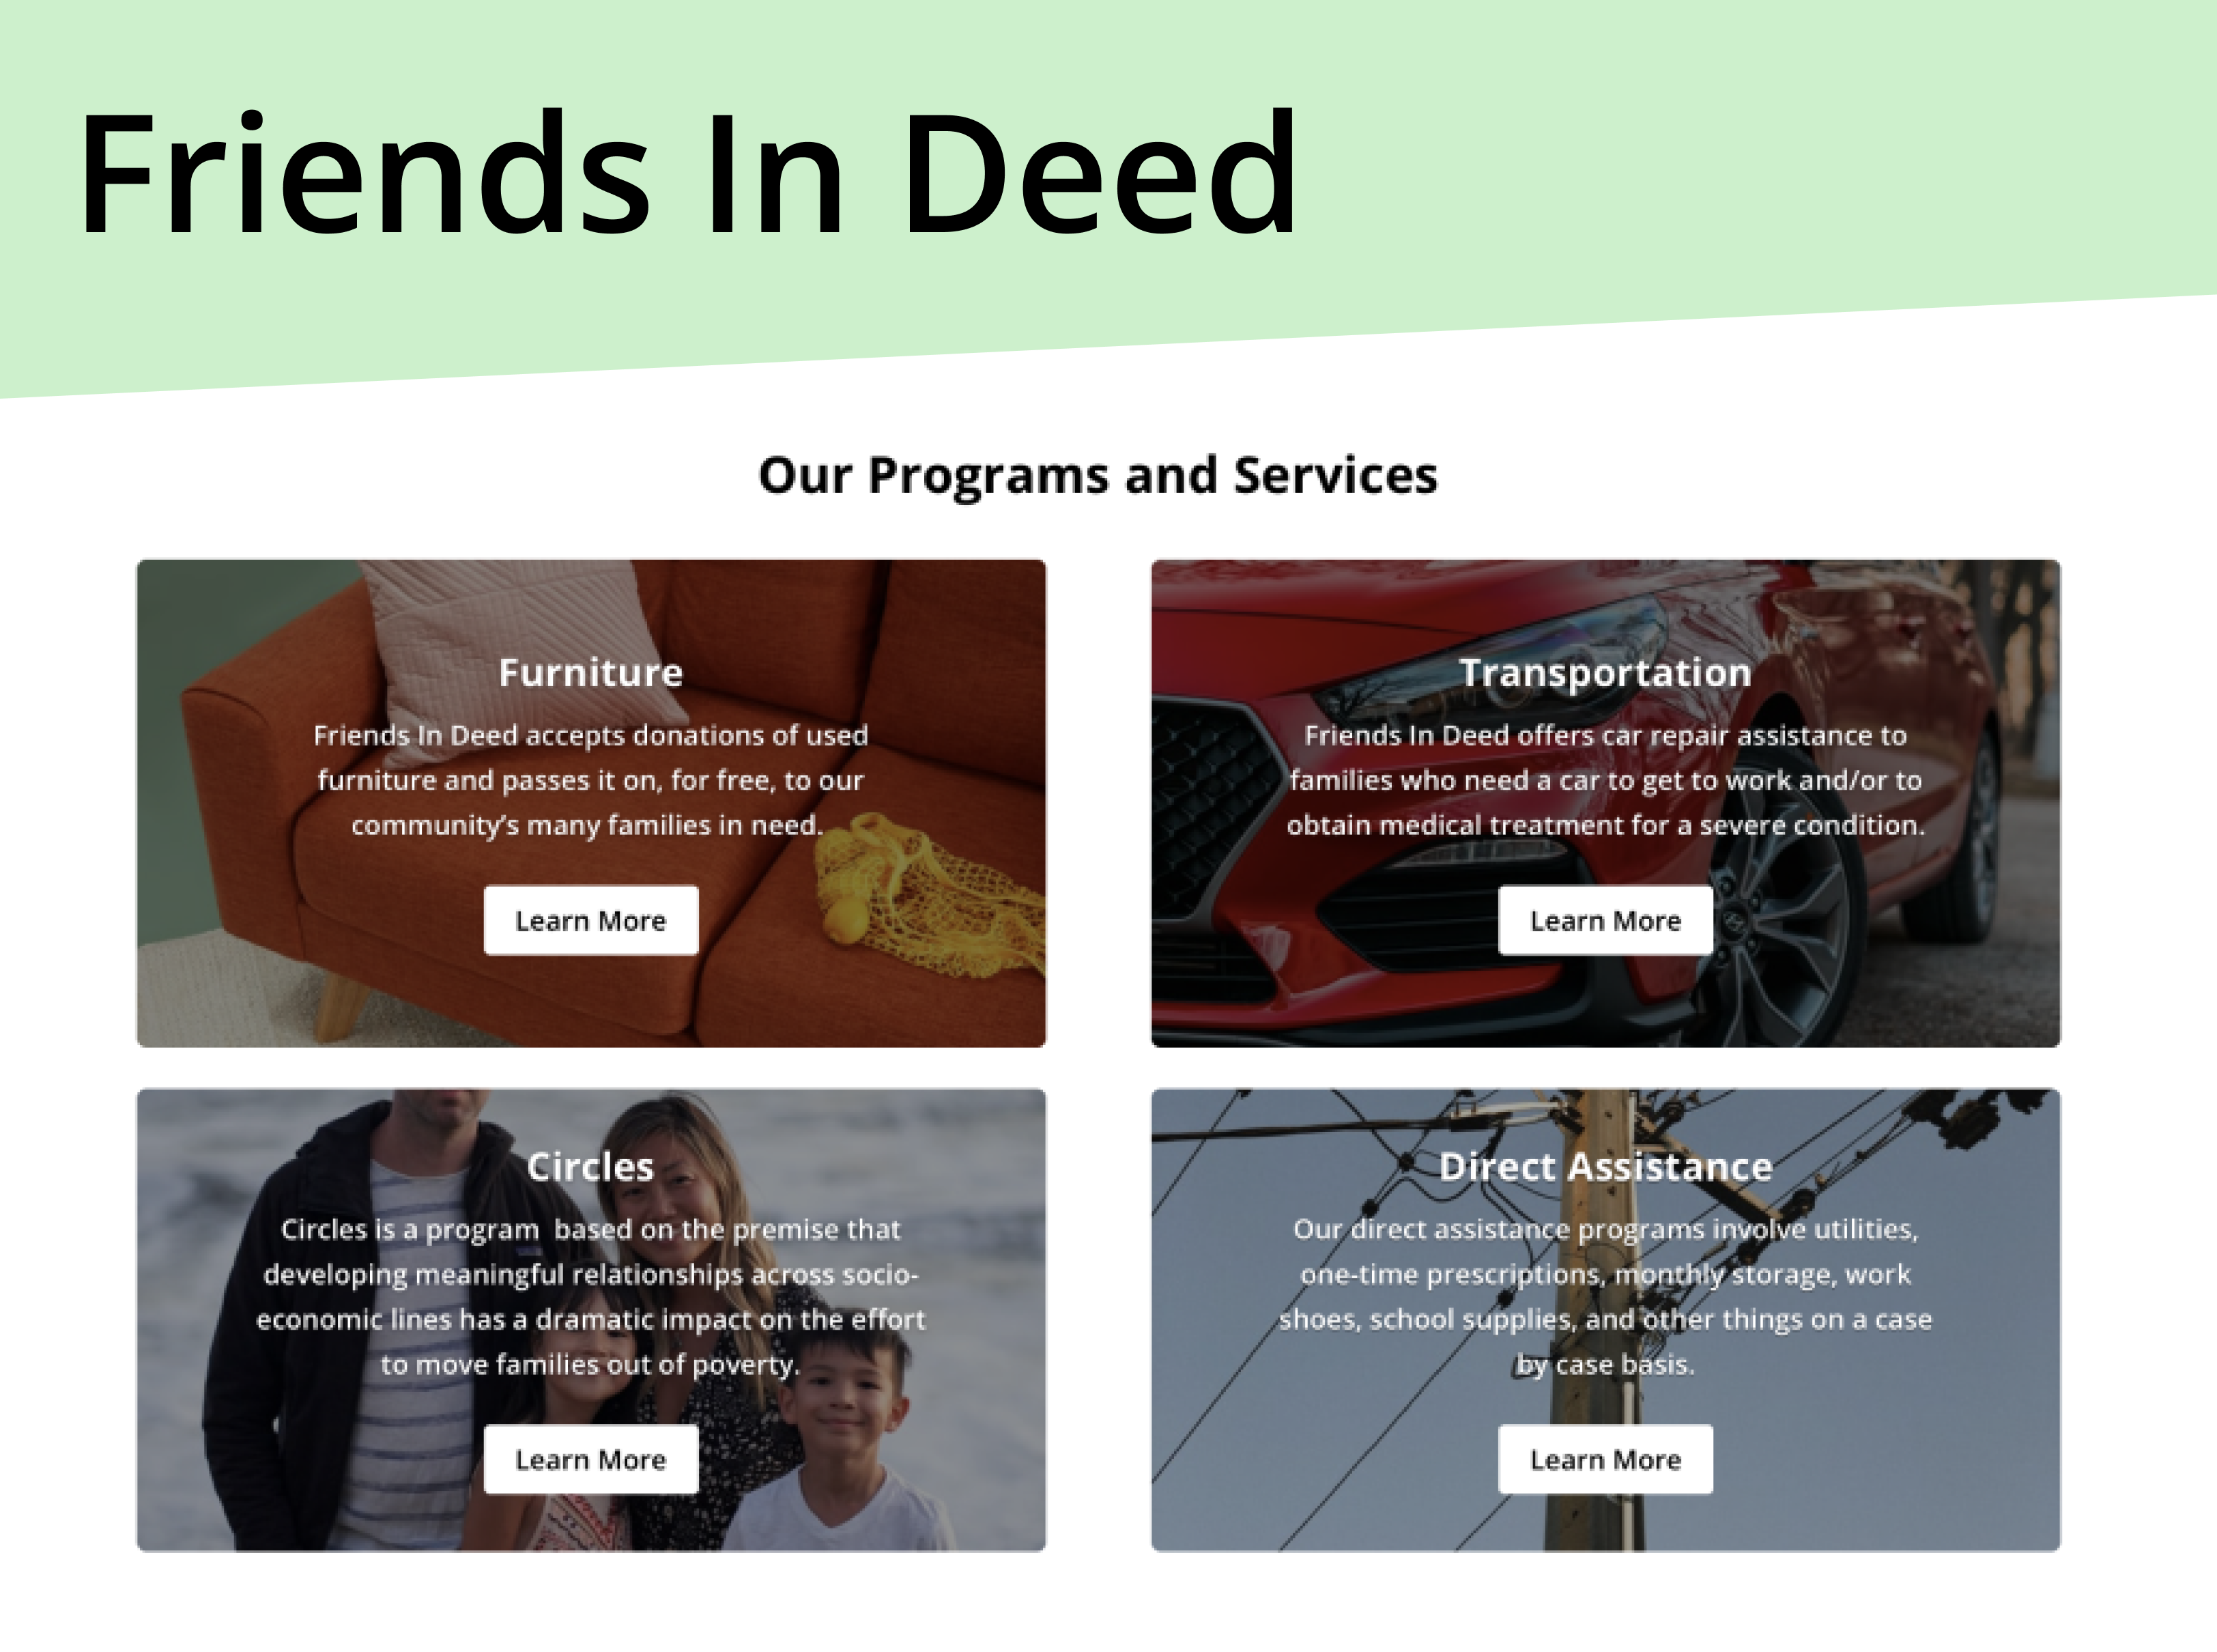 Friends In Deed
Our Programs and Services
Furniture
Friends In Deed accepts donations of used
furniture and passes it on, for free, to our
community's many families in need.
Learn More
Transportation
Friends In Deed offers car repair assistance to
families who need a car to get to work and/or to
obtain medical treatment for a severe condition.
Learn More
Circles
Circles is a program  based on the premise that
developing meaningful relationships across socio-
economic lines has a dramatic impact on the effort
to move families out of poverty.
Learn More
Direct Assistance
Our direct assistance programs involve utilities,
one-time prescriptions, monthly storage, work
shoes, school supplies, and other things on a case
by case basis.
Learn More